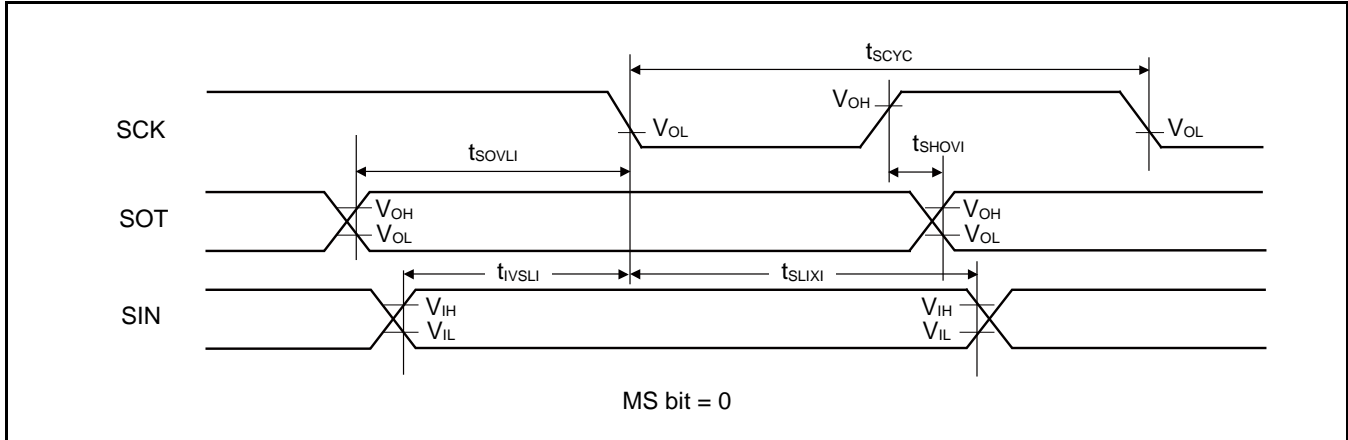 tSCYC
SCK
VOH
VOL
VOL
tSOVLI
tSHOVI
SOT
VOH
VOL
VOH
VOL
tIVSLI
tSLIXI
SIN
VIH
VIL
VIH
VIL
MS bit = 0